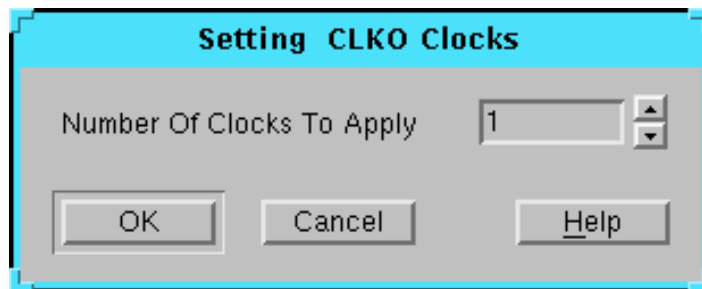 Setting CLKO Clocks
Number Of Clocks To Apply 1
OK Cancel Help